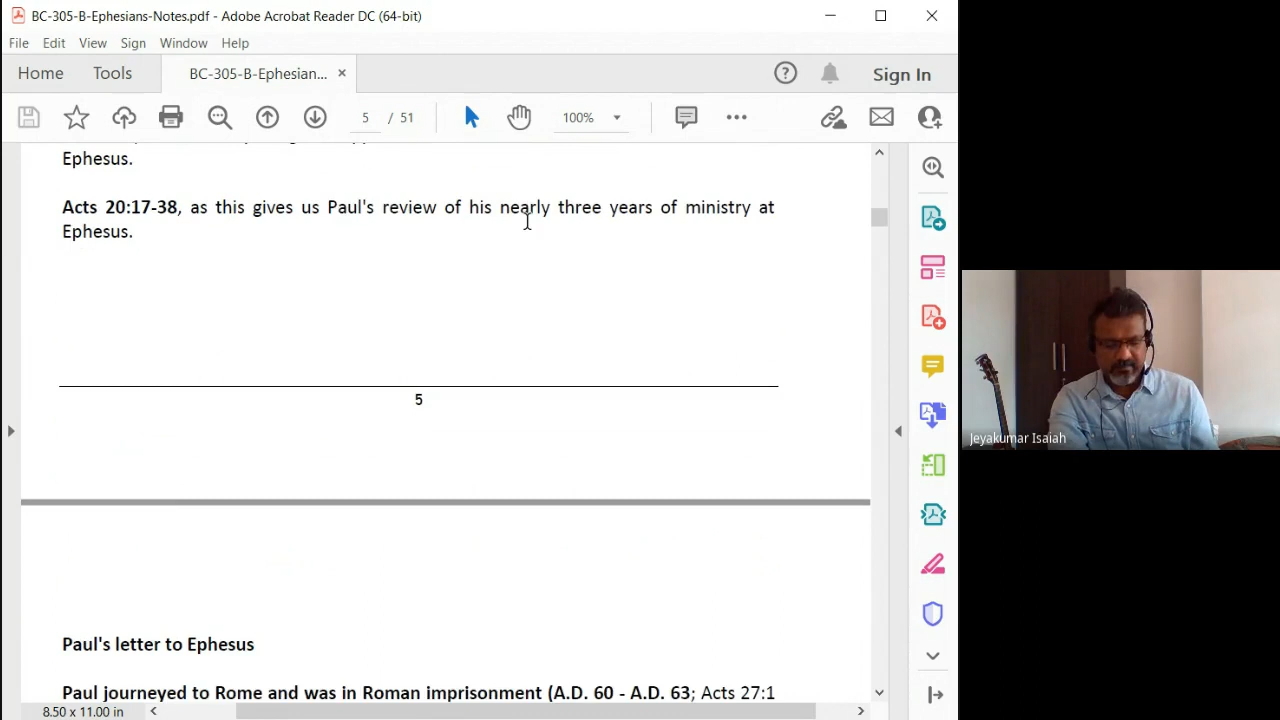 BC-305-B-Ephesians-Notes.pdf - Adobe Acrobat Reader DC (64-bit)
File Edit View Sign Window Help
Home Tools BC-305-B-Ephesian... × Sign In
5 / 51 100%
Ephesus.
Acts 20:17-38, as this gives us Paul's review of his nearly three years of ministry at
Ephesus.
5
Jeyakumar Isaiah
Paul's letter to Ephesus
Paul journeyed to Rome and was in Roman imprisonment (A.D. 60 - A.D. 63; Acts 27:1
8.50 x 11.00 in